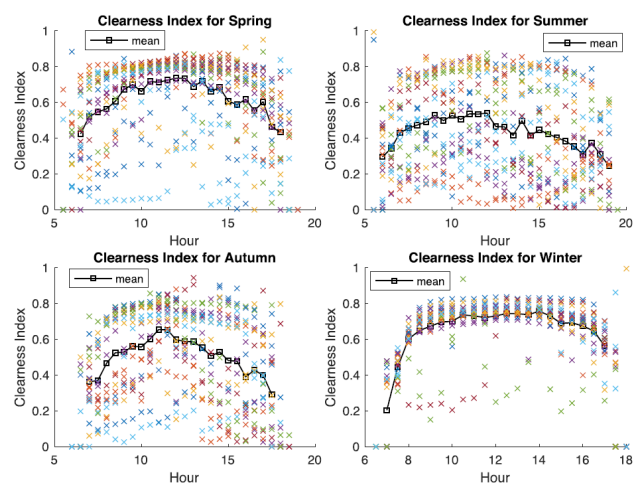 Clearness Index for Spring
Clearness Index for Summer
1
0.8
0.6
0.4
0.2
0
Clearness Index
mean
5
10
15
20
Hour
1
0.8
0.6
0.4
0.2
0
Clearness Index
mean
5
10
15
20
Hour
Clearness Index for Autumn
Clearness Index for Winter
1
0.8
0.6
0.4
0.2
0
Clearness Index
mean
5
10
15
20
Hour
1
0.8
0.6
0.4
0.2
0
Clearness Index
mean
6
8
10
12
14
16
18
Hour